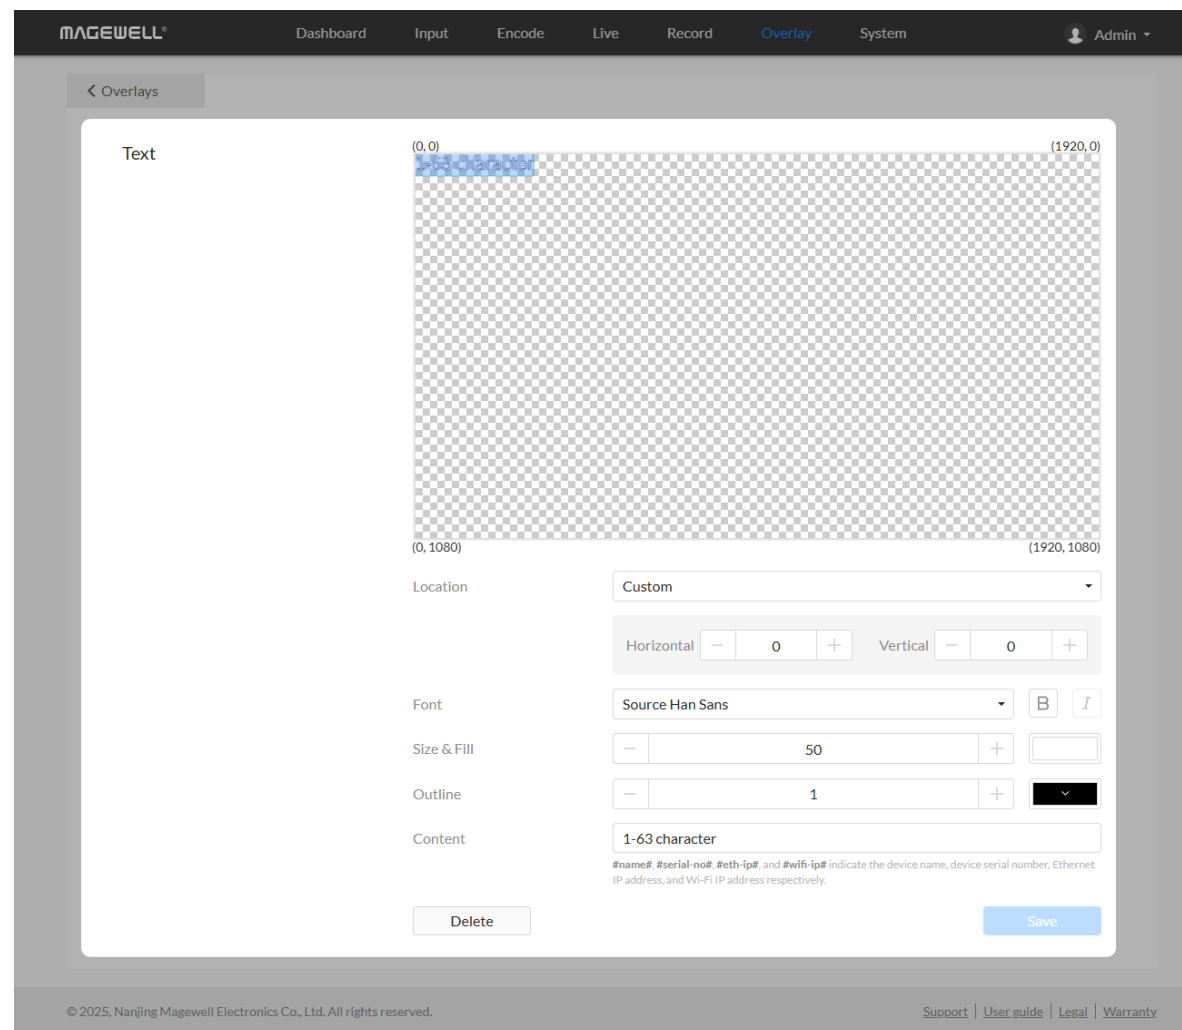 MAGEWELL®
Dashboard Input Encode Live Record Overlay System Admin
Overlays
Text
(0, 0) (1920, 0)
1-63 character
(0, 1080) (1920, 1080)
Location Custom
Horizontal − 0 + Vertical − 0 +
Font Source Han Sans B I
Size & Fill − 50 +
Outline − 1 +
Content 1-63 character
#name#, #serial-no#, #eth-ip#, and #wifi-ip# indicate the device name, device serial number, Ethernet
IP address, and Wi-Fi IP address respectively.
Delete Save
© 2025, Nanjing Magewell Electronics Co., Ltd. All rights reserved. Support | User guide | Legal | Warranty